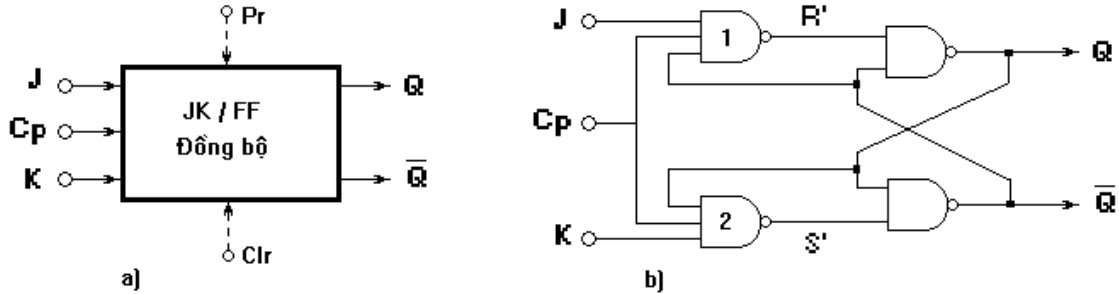 Pr
J
Cp
K
JK / FF
Đồng bộ
Q
Q̅
Clr
a)
J
Cp
K
1
2
R'
S'
Q
Q̅
b)